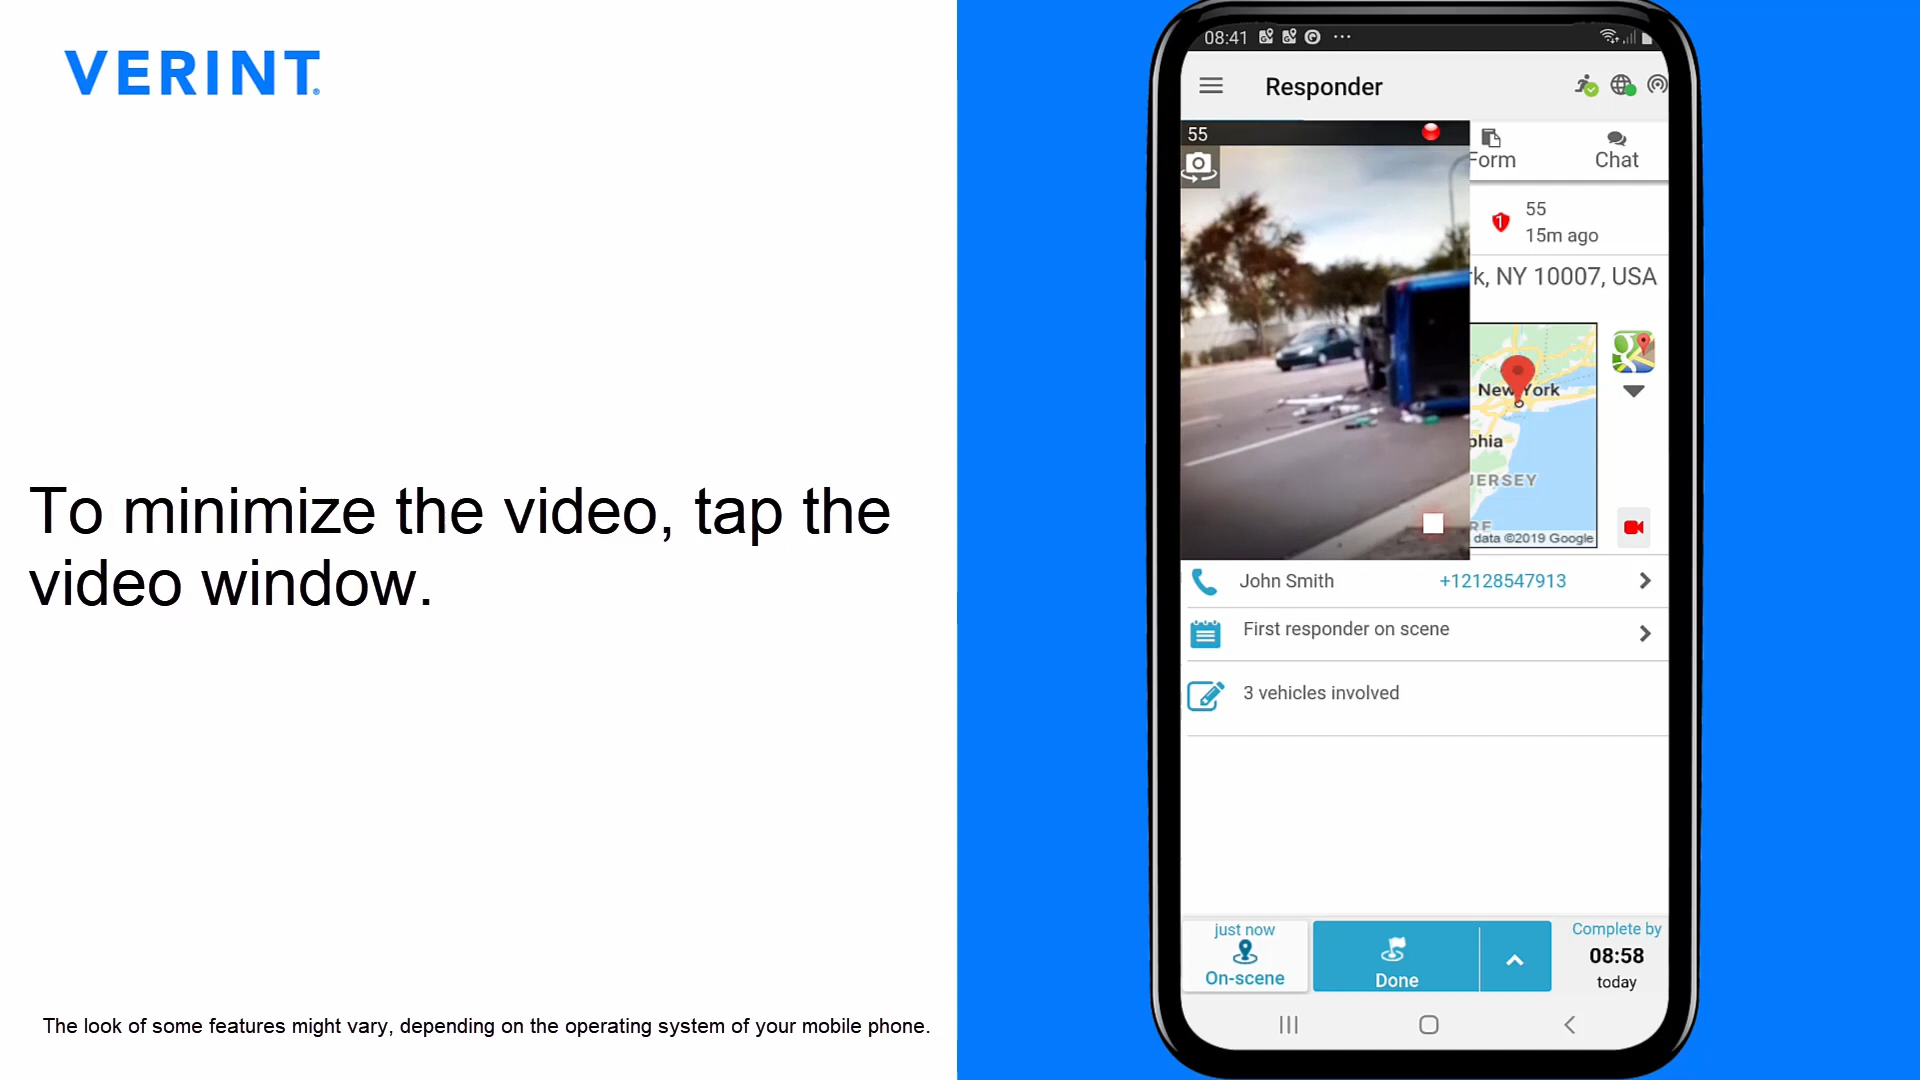 VERINT
To minimize the video, tap the
video window.
The look of some features might vary, depending on the operating system of your mobile phone.
08:41
Responder
55
Form
Chat
1
55
15m ago
k, NY 10007, USA
New York
phia
JERSEY
RE
data ©2019 Google
John Smith +12128547913
First responder on scene
3 vehicles involved
just now
On-scene
Done
Complete by
08:58
today